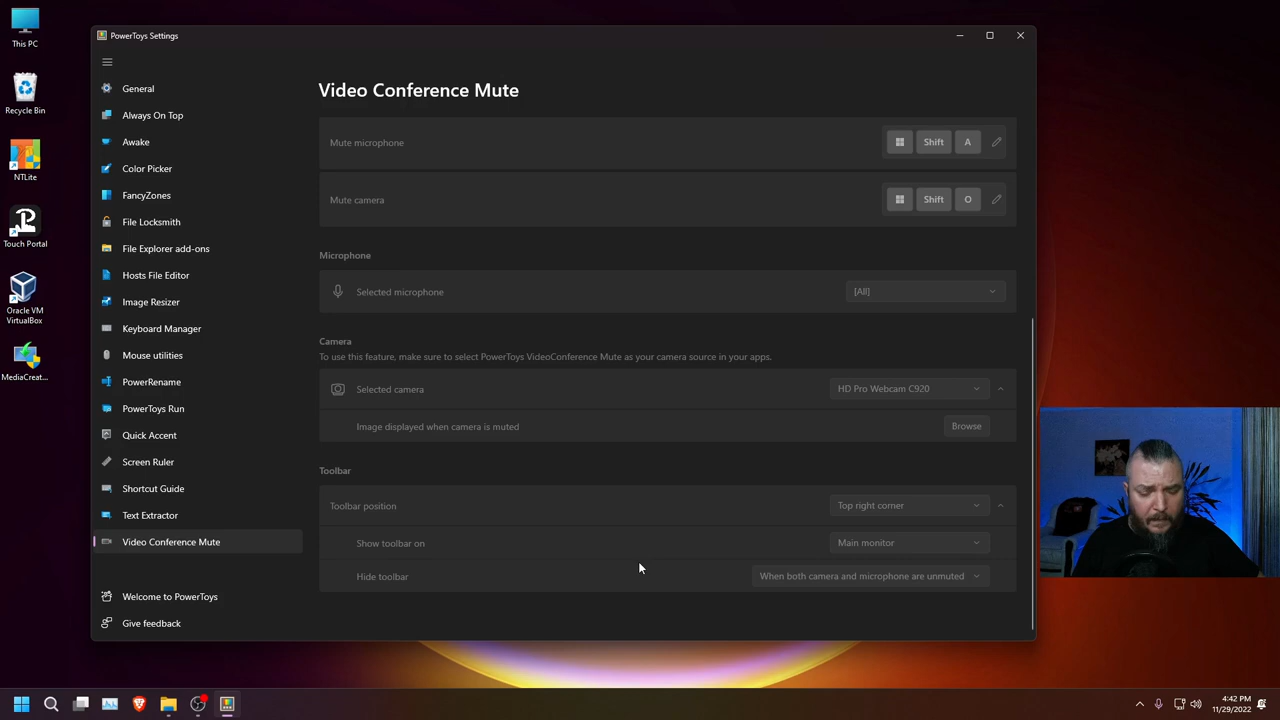 This PC
Recycle Bin
NTLite
Touch Portal
Oracle VM
VirtualBox
MediaCreat...
PowerToys Settings
General
Always On Top
Awake
Color Picker
FancyZones
File Locksmith
File Explorer add-ons
Hosts File Editor
Image Resizer
Keyboard Manager
Mouse utilities
PowerRename
PowerToys Run
Quick Accent
Screen Ruler
Shortcut Guide
Text Extractor
Video Conference Mute
Welcome to PowerToys
Give feedback
Video Conference Mute
Mute microphone Shift A
Mute camera Shift O
Microphone
Selected microphone [All]
Camera
To use this feature, make sure to select PowerToys VideoConference Mute as your camera source in your apps.
Selected camera HD Pro Webcam C920
Image displayed when camera is muted Browse
Toolbar
Toolbar position Top right corner
Show toolbar on Main monitor
Hide toolbar When both camera and microphone are unmuted
4:42 PM
11/29/2022